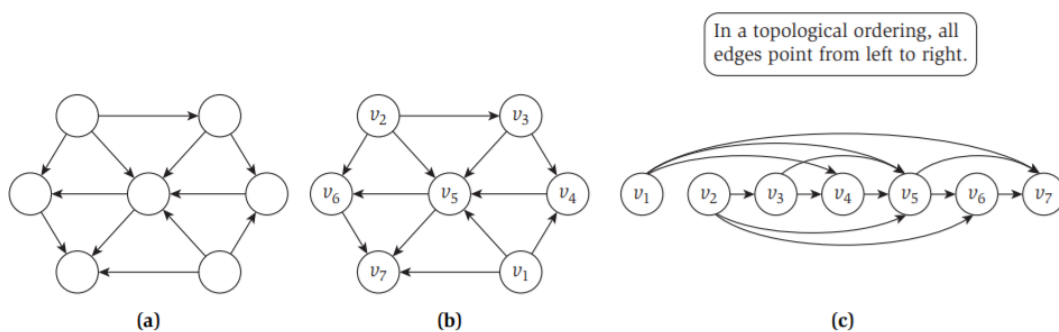 In a topological ordering, all
edges point from left to right.
v2 v3
v6 v5 v4
v7 v1
v1 v2 v3 v4 v5 v6 v7
(a) (b) (c)